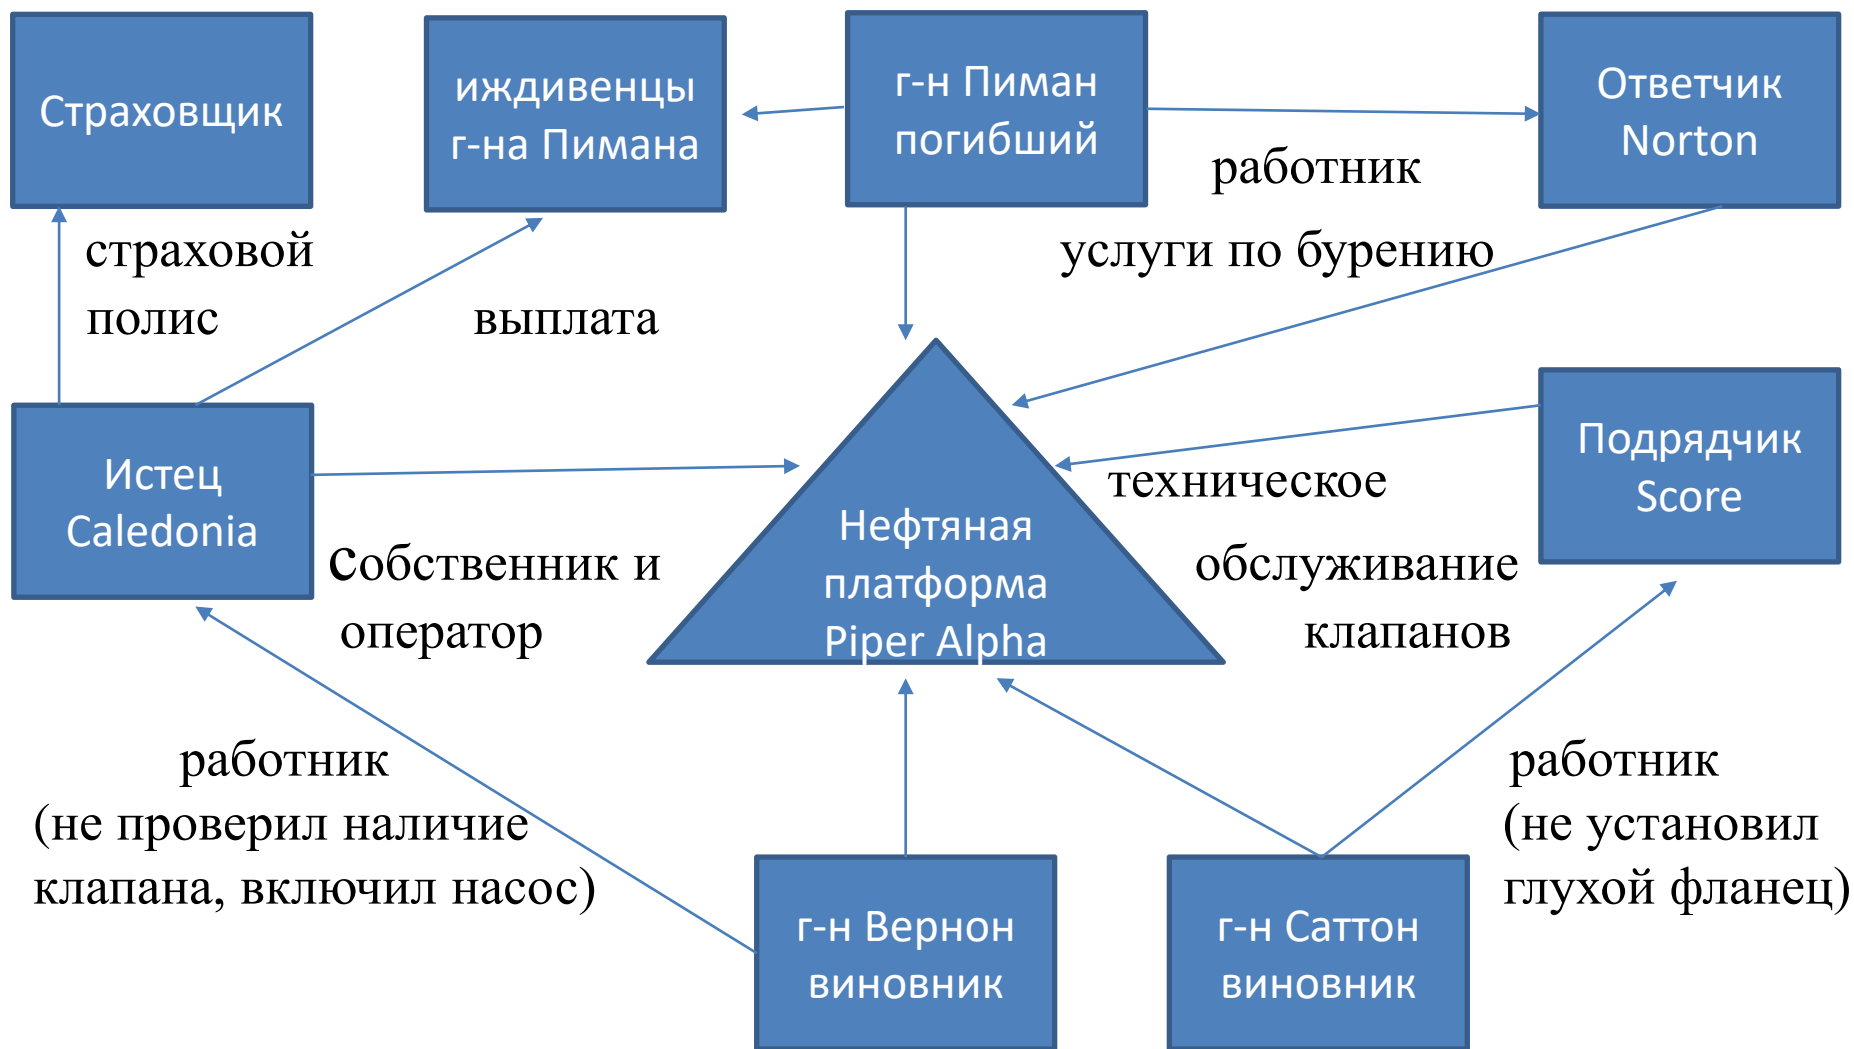 Страховщик
иждивенцы
г-на Пимана
г-н Пиман
погибший
Ответчик
Norton
работник
страховой
полис
услуги по бурению
выплата
Истец
Caledonia
Собственник и
оператор
Нефтяная
платформа
Piper Alpha
техническое
обслуживание
клапанов
Подрядчик
Score
работник
(не проверил наличие
клапана, включил насос)
работник
(не установил
глухой фланец)
г-н Вернон
виновник
г-н Саттон
виновник